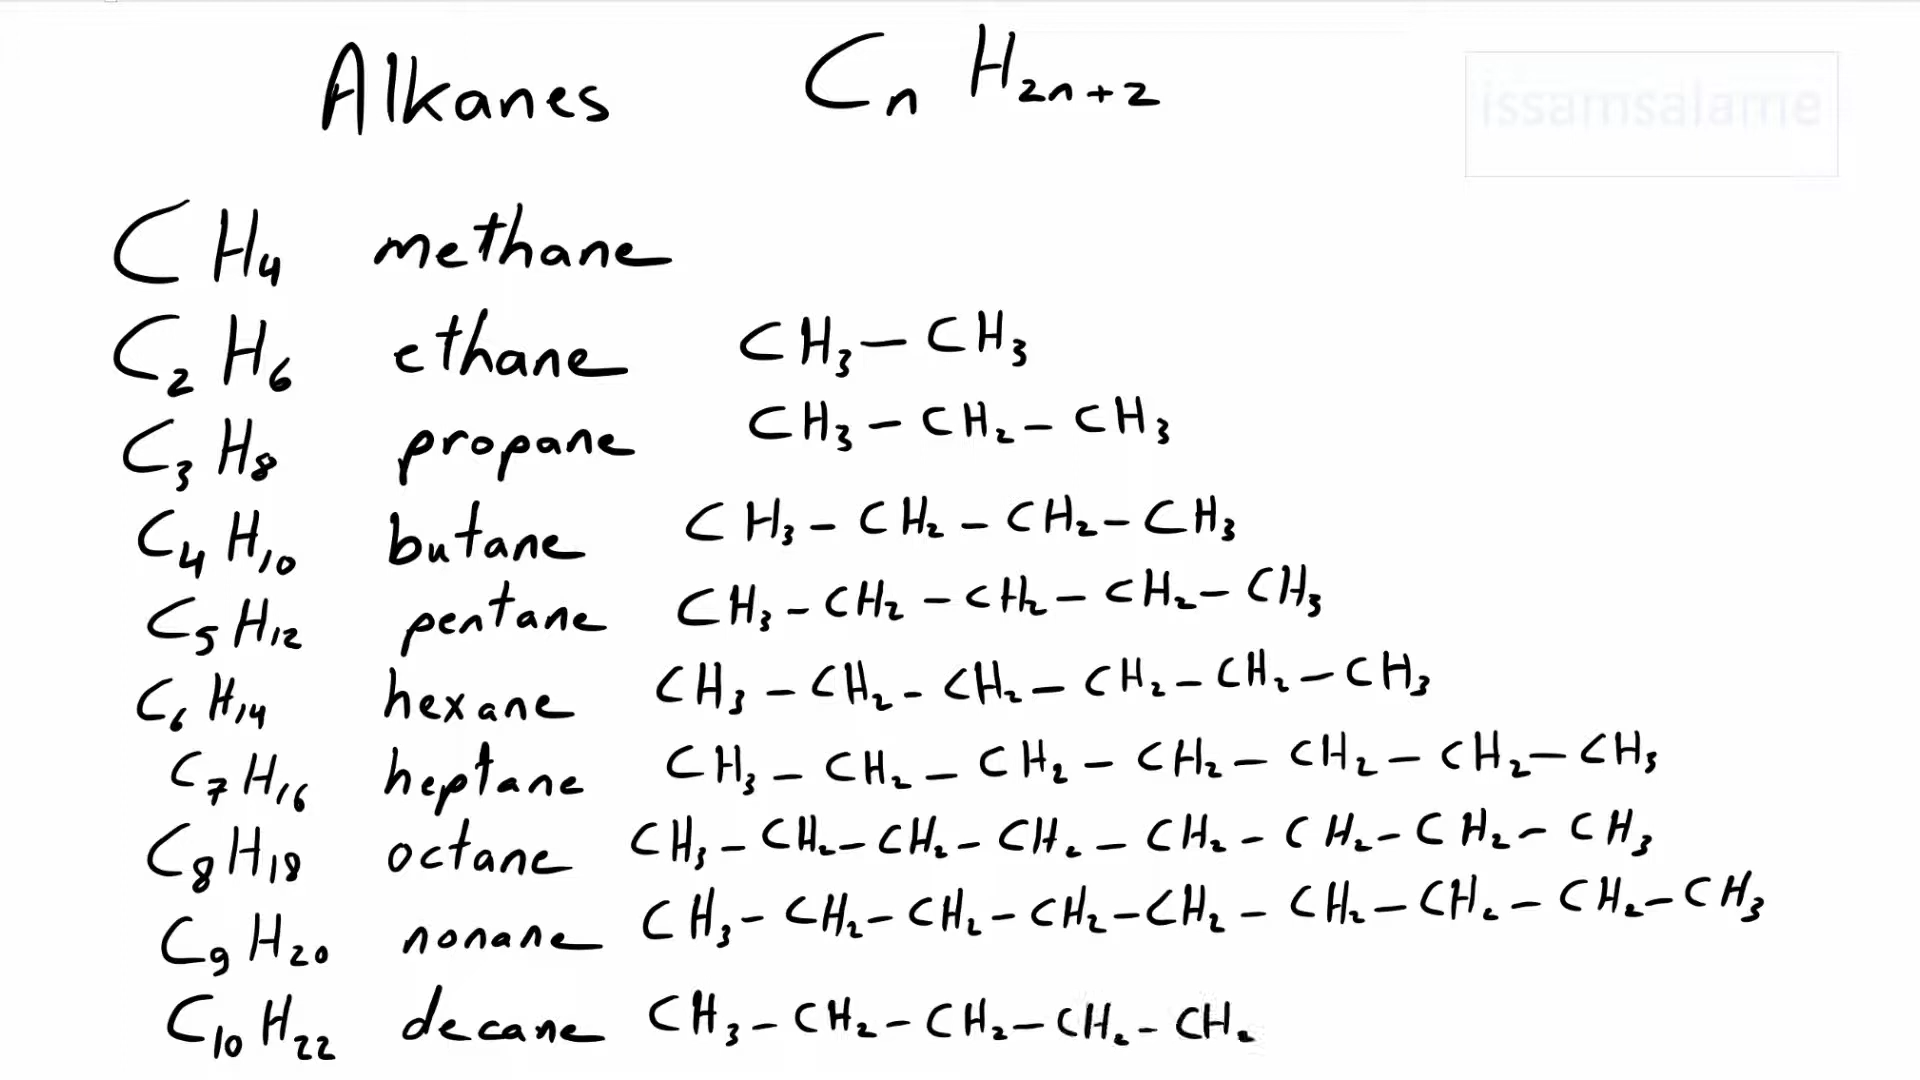 Alkanes CₙH₂ₙ₊₂
issamsalame
CH₄ methane
C₂H₆ ethane CH₃–CH₃
C₃H₈ propane CH₃–CH₂–CH₃
C₄H₁₀ butane CH₃–CH₂–CH₂–CH₃
C₅H₁₂ pentane CH₃–CH₂–CH₂–CH₂–CH₃
C₆H₁₄ hexane CH₃–CH₂–CH₂–CH₂–CH₂–CH₃
C₇H₁₆ heptane CH₃–CH₂–CH₂–CH₂–CH₂–CH₂–CH₃
C₈H₁₈ octane CH₃–CH₂–CH₂–CH₂–CH₂–CH₂–CH₂–CH₃
C₉H₂₀ nonane CH₃–CH₂–CH₂–CH₂–CH₂–CH₂–CH₂–CH₂–CH₃
C₁₀H₂₂ decane CH₃–CH₂–CH₂–CH₂–CH₂